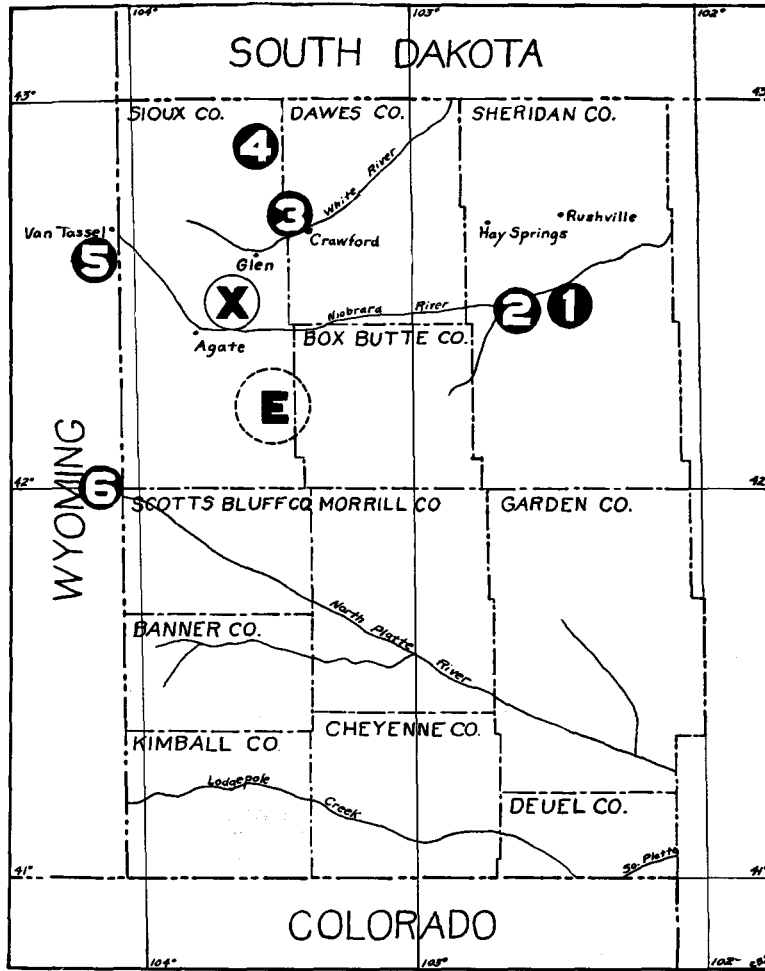 104°
103°
102°
SOUTH DAKOTA
43°
43
SIOUX CO.
DAWES CO.
SHERIDAN CO.
4
White River
3
Rushville
Van Tassel
Hay Springs
Crawford
5
Glen
X
Niobrara River
2
1
Agate
BOX BUTTE CO.
E
WYOMING
42°
42
6
SCOTTS BLUFF CO.
MORRILL CO
GARDEN CO.
North Platte River
BANNER CO.
KIMBALL CO.
CHEYENNE CO.
Lodgepole Creek
DEUEL CO.
So. Platte
41°
41°
COLORADO
104°
103°
102°